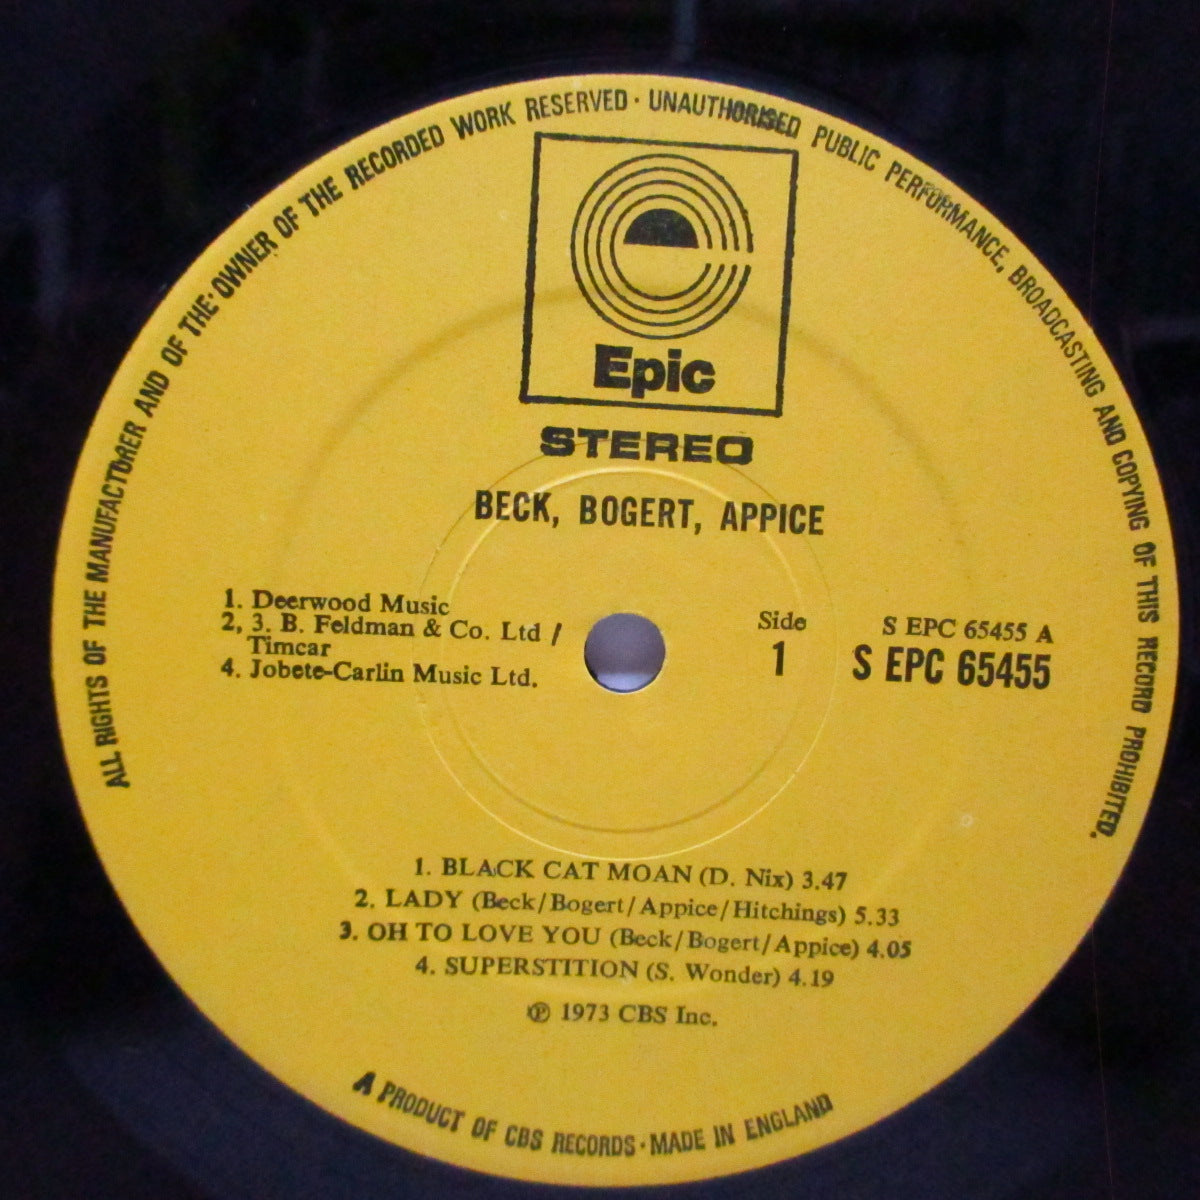 ALL RIGHTS OF THE MANUFACTURER AND OF THE OWNER OF THE RECORDED WORK RESERVED · UNAUTHORISED PUBLIC PERFORMANCE, BROADCASTING AND COPYING OF THIS RECORD PROHIBITED.
Epic
STEREO
BECK, BOGERT, APPICE
1. Deerwood Music
2, 3. B. Feldman & Co. Ltd /
Timcar
4. Jobete-Carlin Music Ltd.
Side
1
S EPC 65455 A
S EPC 65455
1. BLACK CAT MOAN (D. Nix) 3.47
2. LADY (Beck/Bogert/Appice/Hitchings) 5.33
3. OH TO LOVE YOU (Beck/Bogert/Appice) 4.05
4. SUPERSTITION (S. Wonder) 4.19
℗ 1973 CBS Inc.
A PRODUCT OF CBS RECORDS · MADE IN ENGLAND